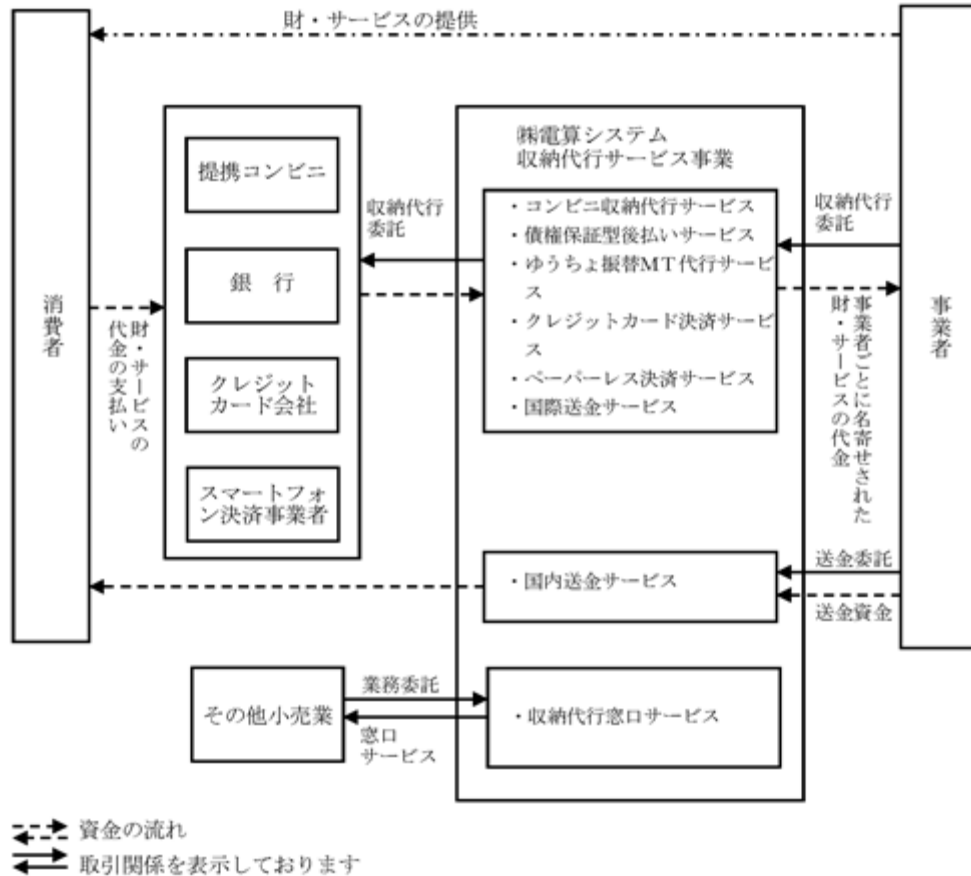 財・サービスの提供
消費者
財・サービスの
代金の支払い
提携コンビニ
銀　行
クレジット
カード会社
スマートフォ
ン決済事業者
収納代行
委託
㈱電算システム
収納代行サービス事業
・コンビニ収納代行サービス
・債権保証型後払いサービス
・ゆうちょ振替MT代行サービ
ス
・クレジットカード決済サービ
ス
・ペーパーレス決済サービス
・国際送金サービス
収納代行
委託
事業者ごとに名寄せされた
財・サービスの代金
事業者
・国内送金サービス
送金委託
送金資金
その他小売業
業務委託
窓口
サービス
・収納代行窓口サービス
資金の流れ
取引関係を表示しております